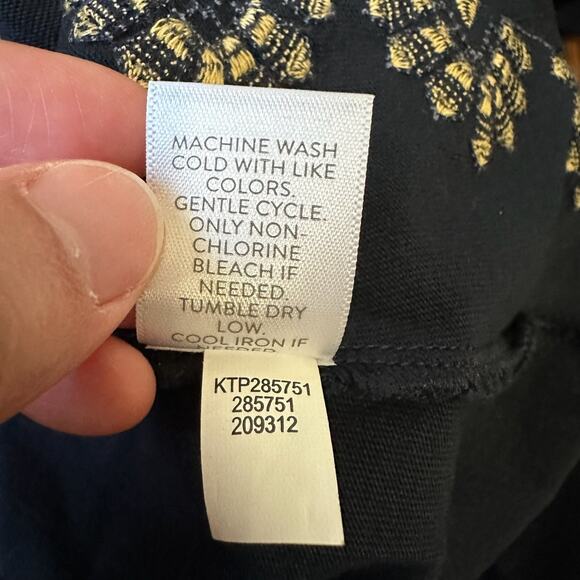 MACHINE WASH
COLD WITH LIKE
COLORS.
GENTLE CYCLE.
ONLY NON-
CHLORINE
BLEACH IF
NEEDED.
TUMBLE DRY
LOW.
COOL IRON IF
NEEDED
KTP285751
285751
209312